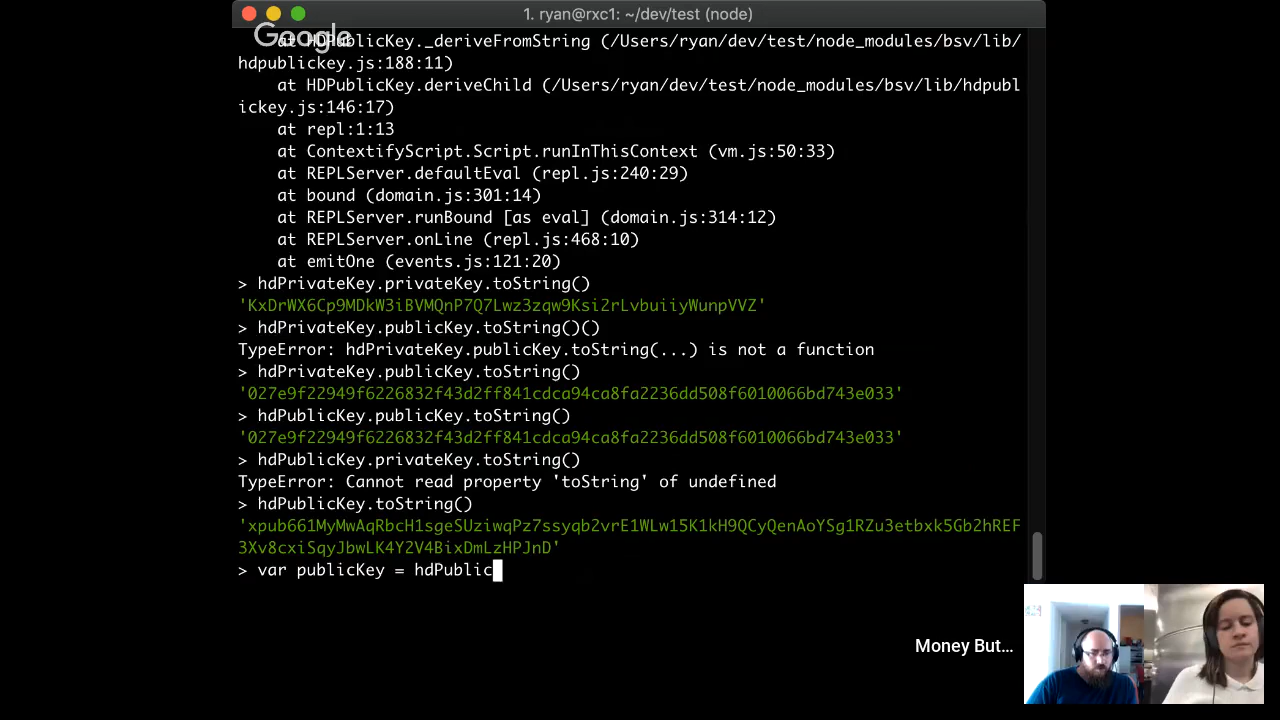 1. ryan@rxc1: ~/dev/test (node)
Google
at HDPublicKey._deriveFromString (/Users/ryan/dev/test/node_modules/bsv/lib/
hdpublickey.js:188:11)
at HDPublicKey.deriveChild (/Users/ryan/dev/test/node_modules/bsv/lib/hdpubl
ickey.js:146:17)
at repl:1:13
at ContextifyScript.Script.runInThisContext (vm.js:50:33)
at REPLServer.defaultEval (repl.js:240:29)
at bound (domain.js:301:14)
at REPLServer.runBound [as eval] (domain.js:314:12)
at REPLServer.onLine (repl.js:468:10)
at emitOne (events.js:121:20)
> hdPrivateKey.privateKey.toString()
'KxDrWX6Cp9MDkW3iBVMQnP7Q7Lwz3zqw9Ksi2rLvbuiiyWunpVVZ'
> hdPrivateKey.publicKey.toString()()
TypeError: hdPrivateKey.publicKey.toString(...) is not a function
> hdPrivateKey.publicKey.toString()
'027e9f22949f6226832f43d2ff841cdca94ca8fa2236dd508f6010066bd743e033'
> hdPublicKey.publicKey.toString()
'027e9f22949f6226832f43d2ff841cdca94ca8fa2236dd508f6010066bd743e033'
> hdPublicKey.privateKey.toString()
TypeError: Cannot read property 'toString' of undefined
> hdPublicKey.toString()
'xpub661MyMwAqRbcH1sgeSUziwqPz7ssyqb2vrE1WLw15K1kH9QCyQenAoYSg1RZu3etbxk5Gb2hREF
3Xv8cxiSqyJbwLK4Y2V4BixDmLzHPJnD'
> var publicKey = hdPublic
Money But...